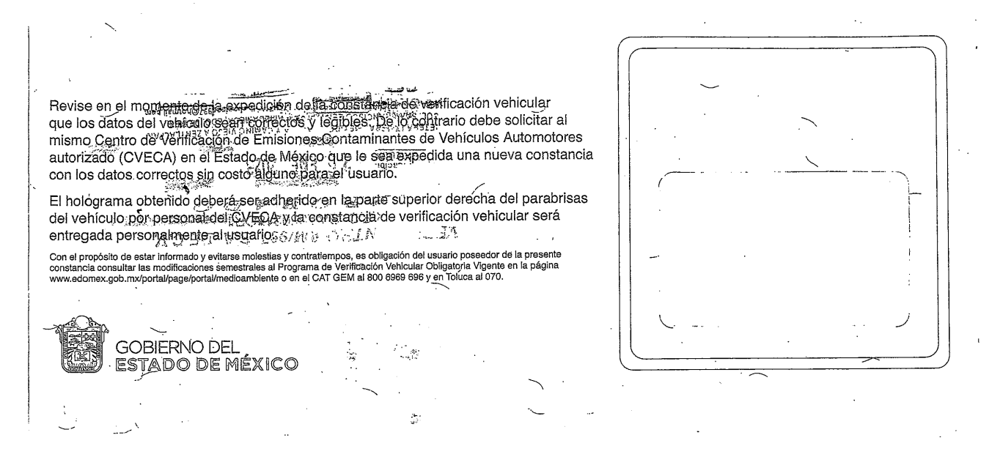 Revise en el momento de la expedición de la constancia de verificación vehicular
que los datos del vehículo sean correctos y legibles. De lo contrario debe solicitar al
mismo Centro de Verificación de Emisiones Contaminantes de Vehículos Automotores
autorizado (CVECA) en el Estado de México que le sea expedida una nueva constancia
con los datos correctos sin costo alguno para el usuario.
El holograma obtenido deberá ser adherido en la parte superior derecha del parabrisas
del vehículo por personal del CVECA y la constancia de verificación vehicular será
entregada personalmente al usuario.
Con el propósito de estar informado y evitarse molestias y contratiempos, es obligación del usuario poseedor de la presente
constancia consultar las modificaciones semestrales al Programa de Verificación Vehicular Obligatoria Vigente en la página
www.edomex.gob.mx/portal/page/portal/medioambiente o en el CAT GEM al 800 6969 696 y en Toluca al 070.
GOBIERNO DEL
ESTADO DE MÉXICO